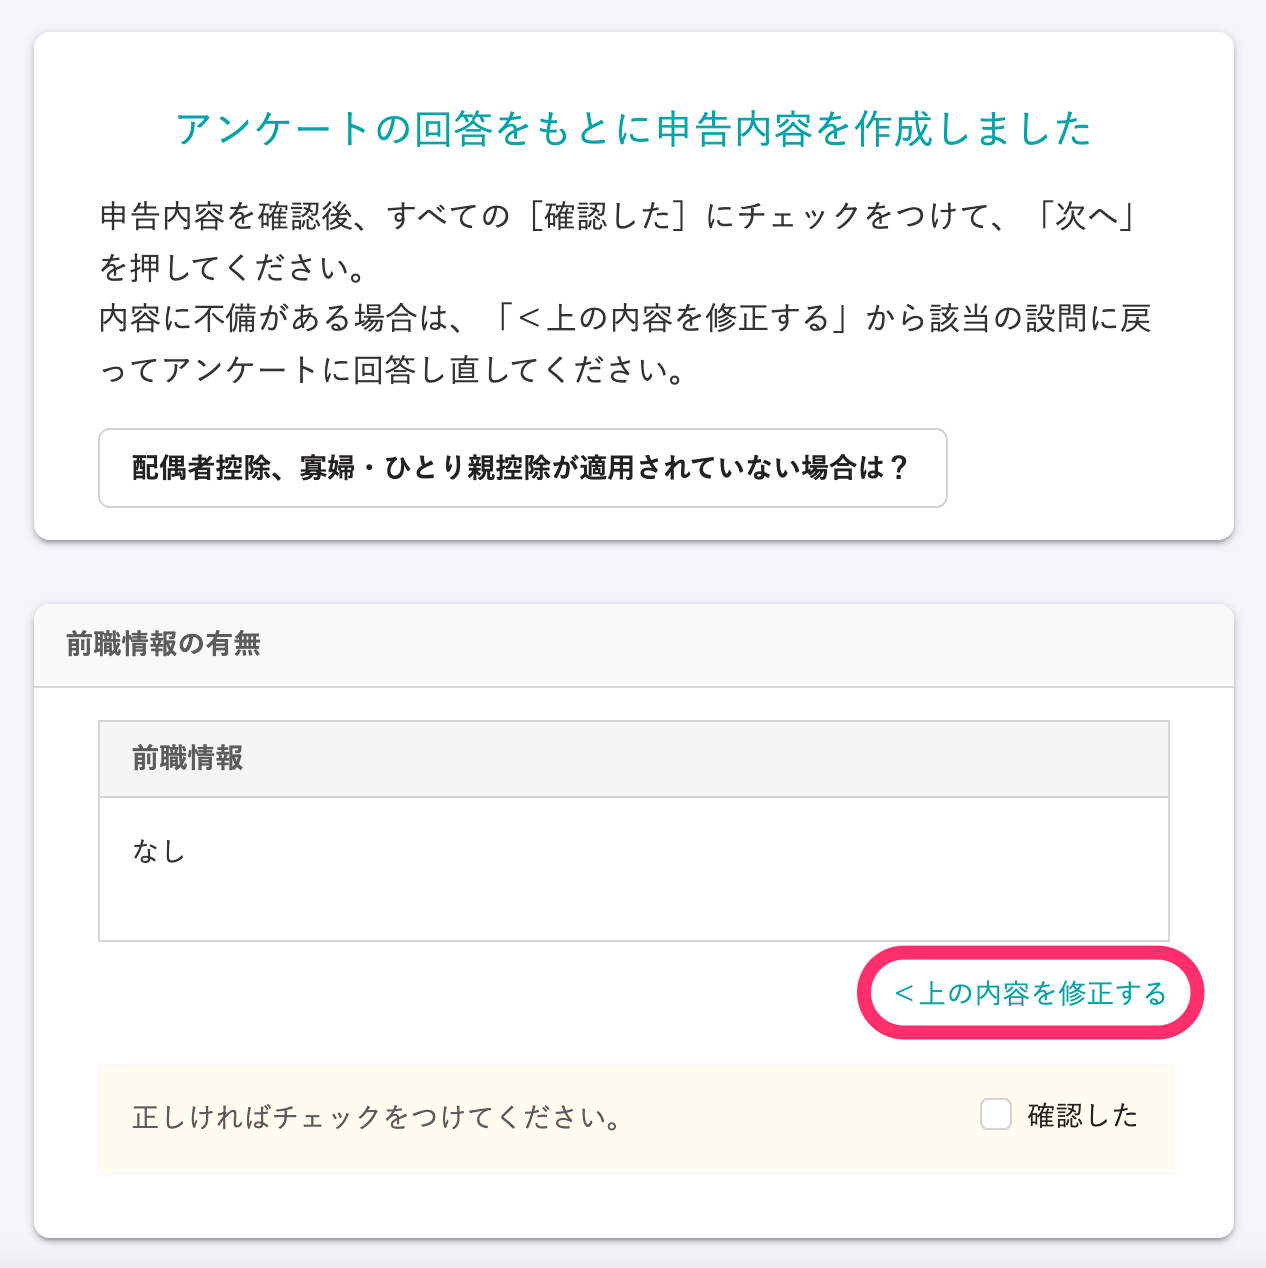 アンケートの回答をもとに申告内容を作成しました
申告内容を確認後、すべての［確認した］にチェックをつけて、「次へ」
を押してください。
内容に不備がある場合は、「＜上の内容を修正する」から該当の設問に戻
ってアンケートに回答し直してください。
配偶者控除、寡婦・ひとり親控除が適用されていない場合は？
前職情報の有無
前職情報
なし
＜上の内容を修正する
正しければチェックをつけてください。
確認した